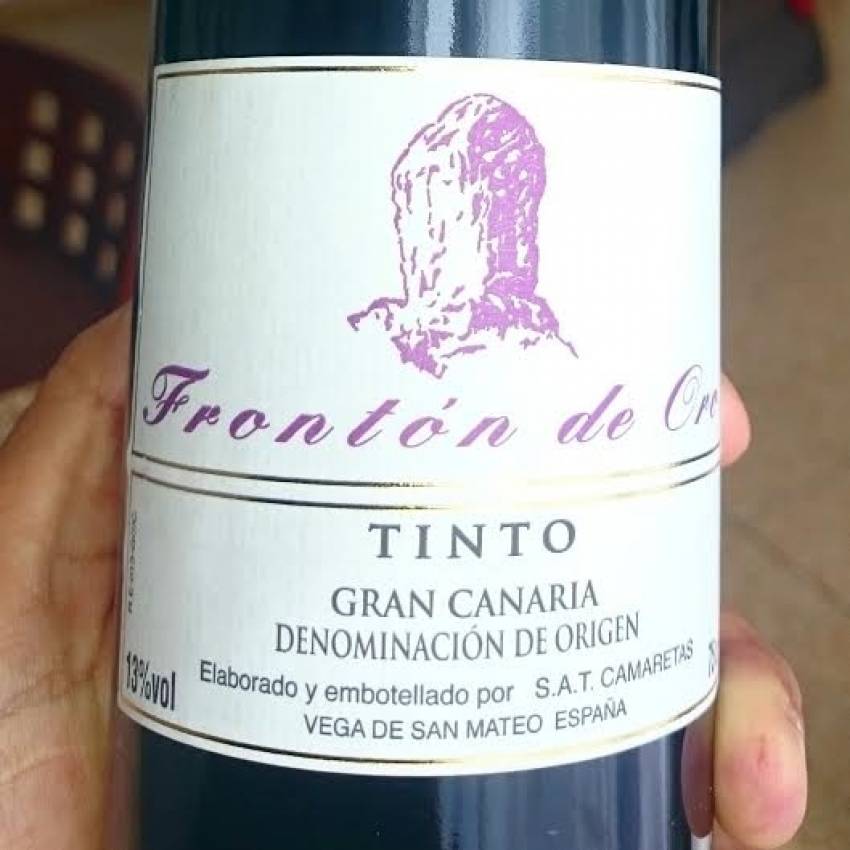 Frontón de Oro
TINTO
GRAN CANARIA
DENOMINACIÓN DE ORIGEN
13%vol
Elaborado y embotellado por S.A.T. CAMARETAS
VEGA DE SAN MATEO ESPAÑA